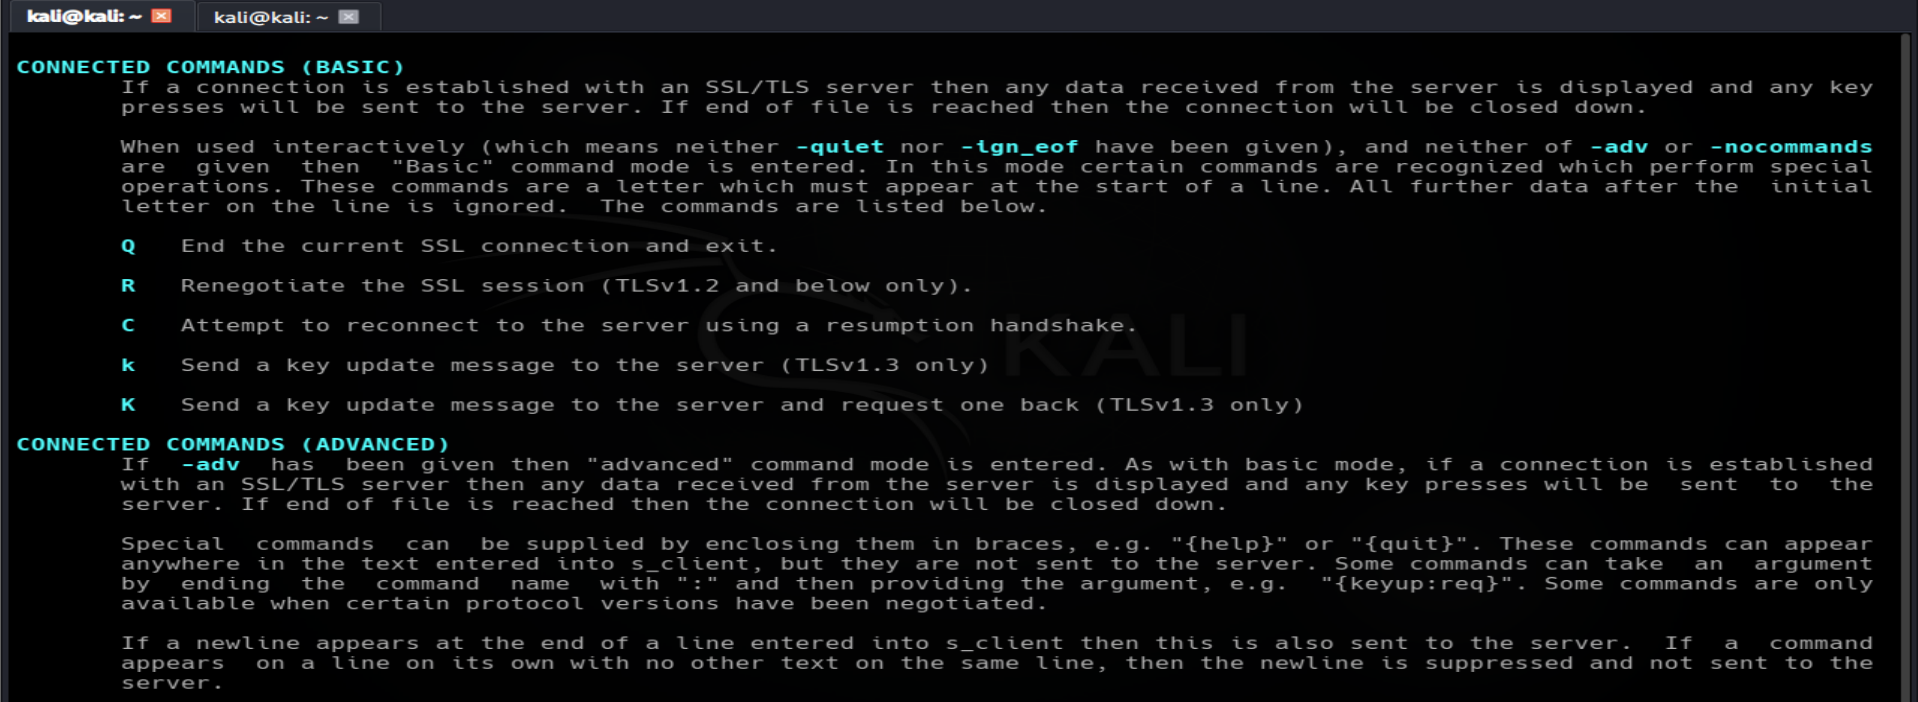 kali@kali: ~
kali@kali: ~
CONNECTED COMMANDS (BASIC)
If a connection is established with an SSL/TLS server then any data received from the server is displayed and any key
presses will be sent to the server. If end of file is reached then the connection will be closed down.
When used interactively (which means neither -quiet nor -ign_eof have been given), and neither of -adv or -nocommands
are given then "Basic" command mode is entered. In this mode certain commands are recognized which perform special
operations. These commands are a letter which must appear at the start of a line. All further data after the initial
letter on the line is ignored. The commands are listed below.
Q End the current SSL connection and exit.
R Renegotiate the SSL session (TLSv1.2 and below only).
C Attempt to reconnect to the server using a resumption handshake.
k Send a key update message to the server (TLSv1.3 only)
K Send a key update message to the server and request one back (TLSv1.3 only)
KALI
CONNECTED COMMANDS (ADVANCED)
If -adv has been given then "advanced" command mode is entered. As with basic mode, if a connection is established
with an SSL/TLS server then any data received from the server is displayed and any key presses will be sent to the
server. If end of file is reached then the connection will be closed down.
Special commands can be supplied by enclosing them in braces, e.g. "{help}" or "{quit}". These commands can appear
anywhere in the text entered into s_client, but they are not sent to the server. Some commands can take an argument
by ending the command name with ":" and then providing the argument, e.g. "{keyup:req}". Some commands are only
available when certain protocol versions have been negotiated.
If a newline appears at the end of a line entered into s_client then this is also sent to the server. If a command
appears on a line on its own with no other text on the same line, then the newline is suppressed and not sent to the
server.